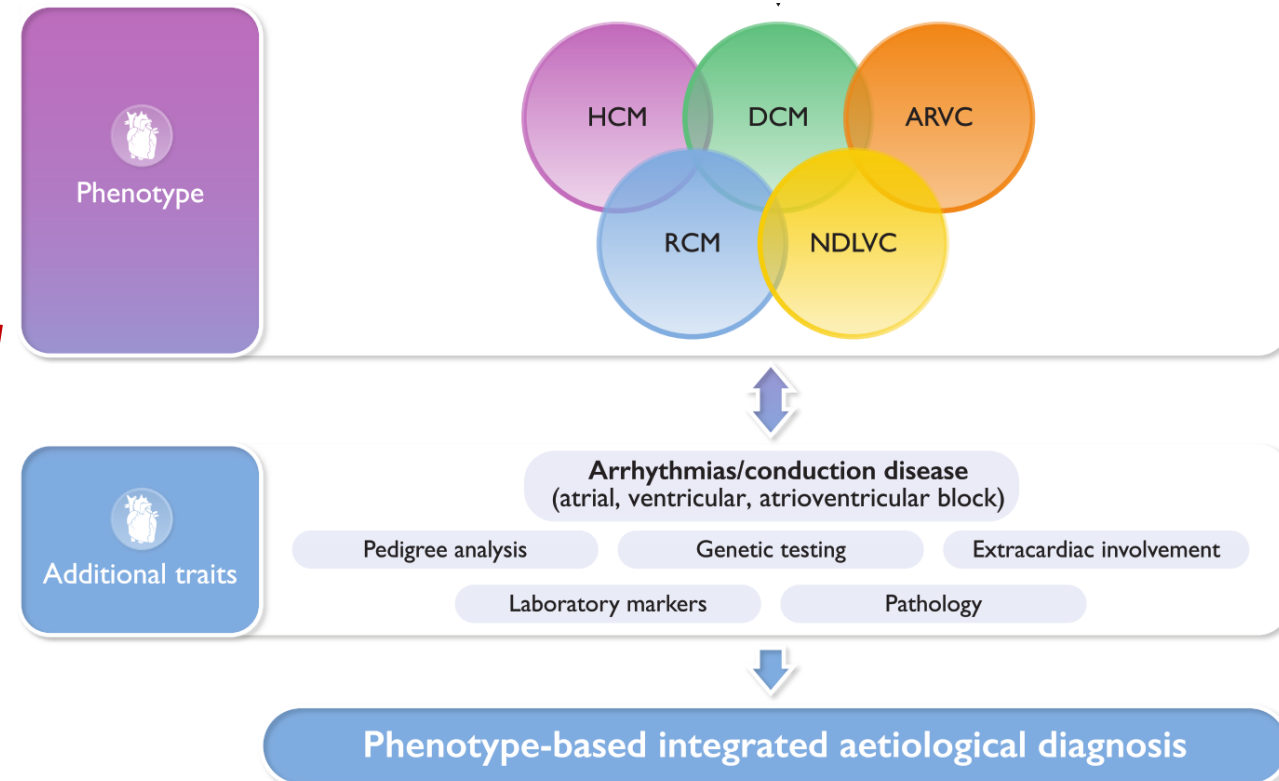 HCM
DCM
ARVC
Phenotype
RCM
NDLVC
Arrhythmias/conduction disease
(atrial, ventricular, atrioventricular block)
Pedigree analysis
Genetic testing
Extracardiac involvement
Additional traits
Laboratory markers
Pathology
Phenotype-based integrated aetiological diagnosis